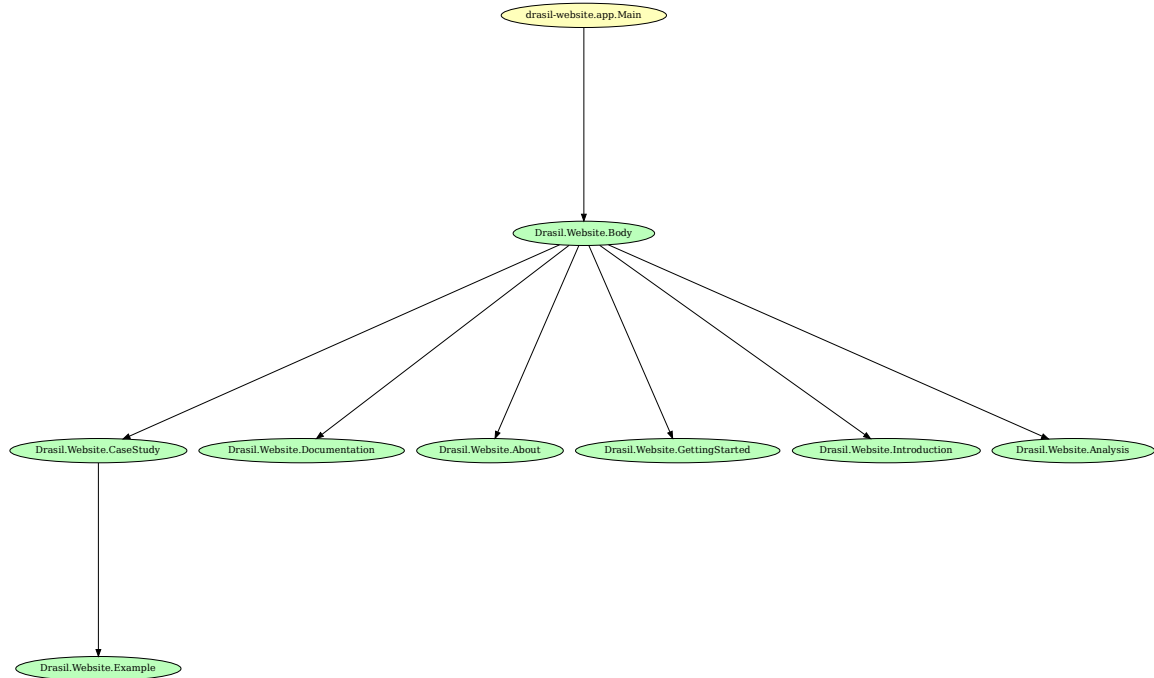 drasil-website.app.Main
Drasil.Website.Body
Drasil.Website.CaseStudy
Drasil.Website.Documentation
Drasil.Website.About
Drasil.Website.GettingStarted
Drasil.Website.Introduction
Drasil.Website.Analysis
Drasil.Website.Example